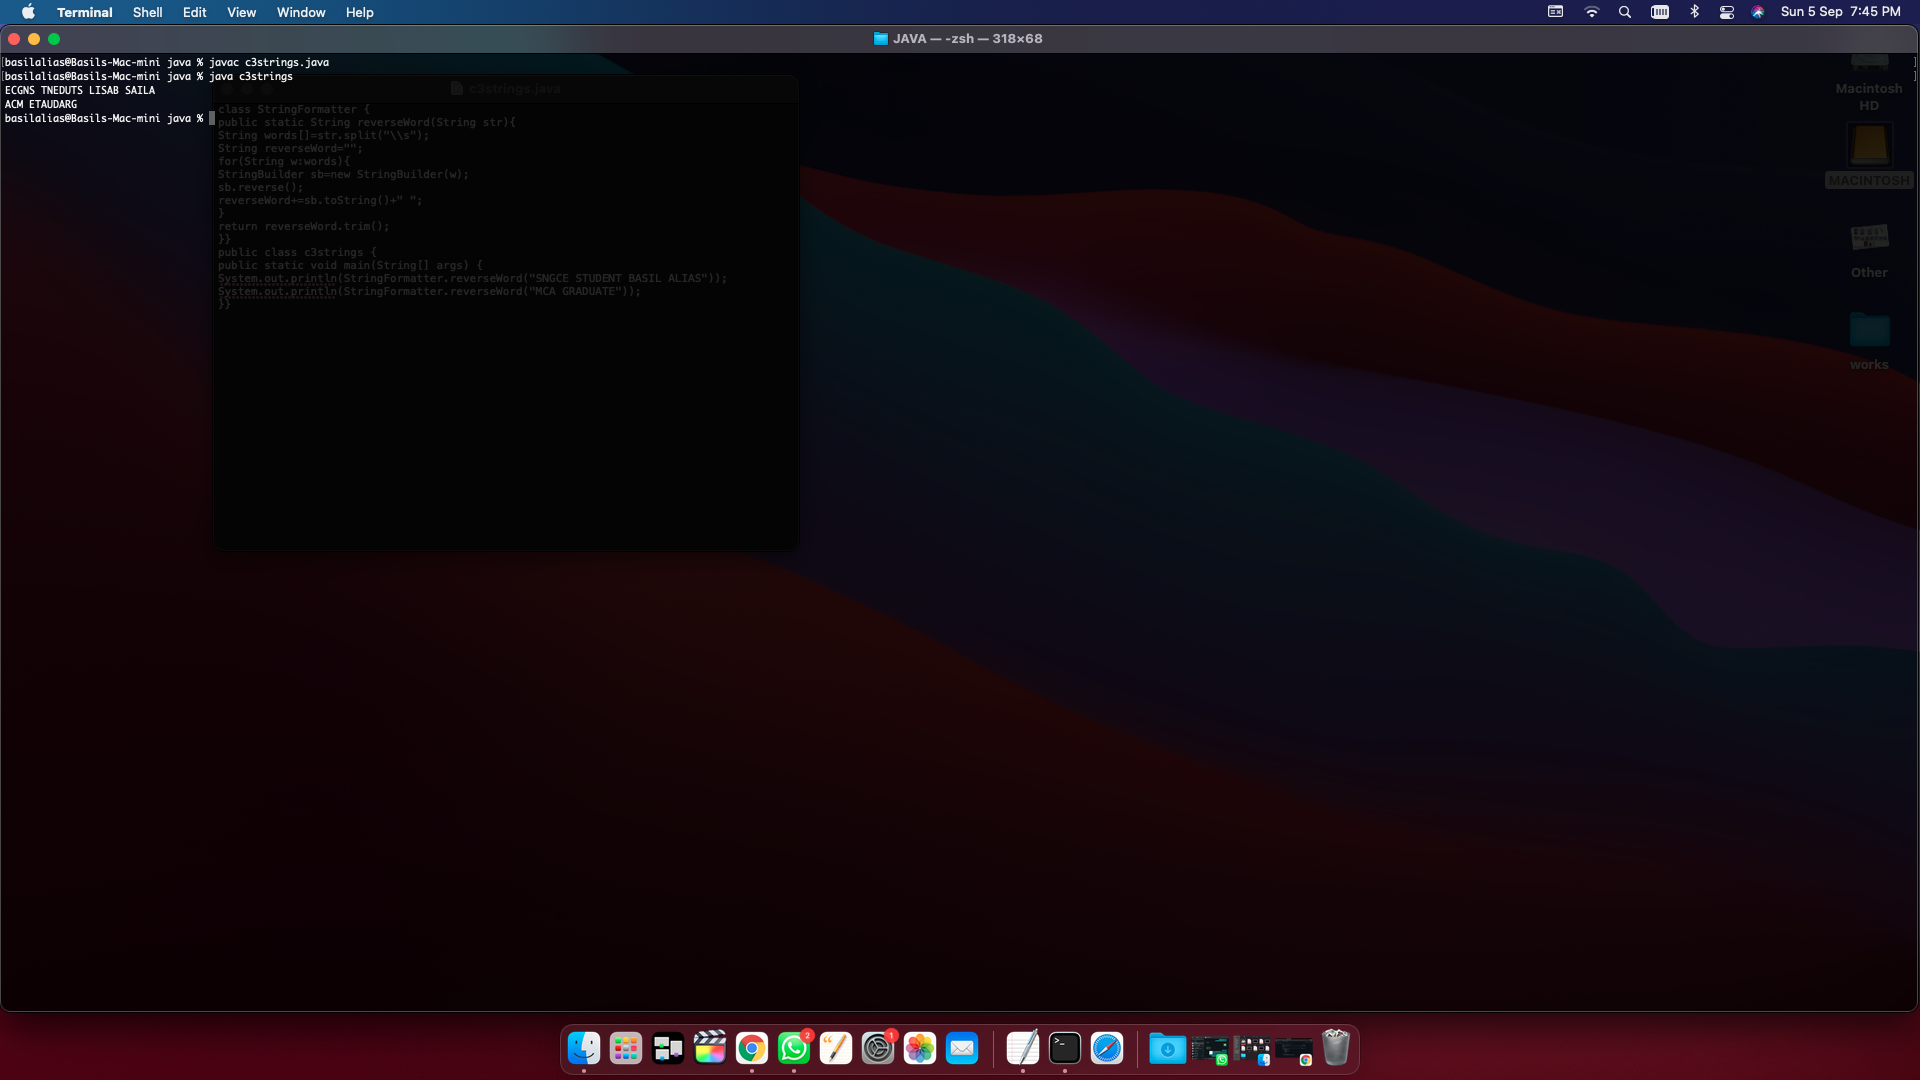 Terminal Shell Edit View Window Help
Sun 5 Sep 7:45 PM
JAVA — -zsh — 318×68
[basilalias@Basils-Mac-mini java % javac c3strings.java ]
[basilalias@Basils-Mac-mini java % java c3strings ]
ECGNS TNEDUTS LISAB SAILA
ACM ETAUDARG
basilalias@Basils-Mac-mini java %
c3strings.java
class StringFormatter {
public static String reverseWord(String str){
String words[]=str.split("\\s");
String reverseWord="";
for(String w:words){
StringBuilder sb=new StringBuilder(w);
sb.reverse();
reverseWord+=sb.toString()+" ";
}
return reverseWord.trim();
}}
public class c3strings {
public static void main(String[] args) {
System.out.println(StringFormatter.reverseWord("SNGCE STUDENT BASIL ALIAS"));
System.out.println(StringFormatter.reverseWord("MCA GRADUATE"));
}}
Macintosh
HD
MACINTOSH
Other
works
2
1